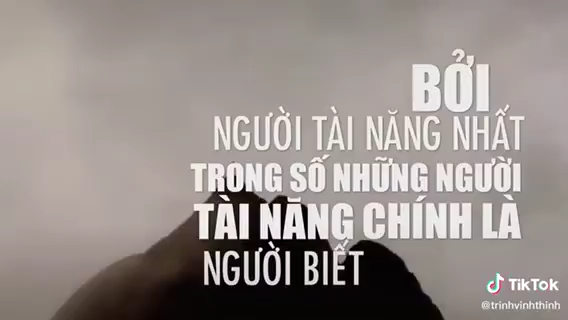 BỞI
NGƯỜI TÀI NĂNG NHẤT
TRONG SỐ NHỮNG NGƯỜI
TÀI NĂNG CHÍNH LÀ
NGƯỜI BIẾT
TikTok
@trinhvinhthinh